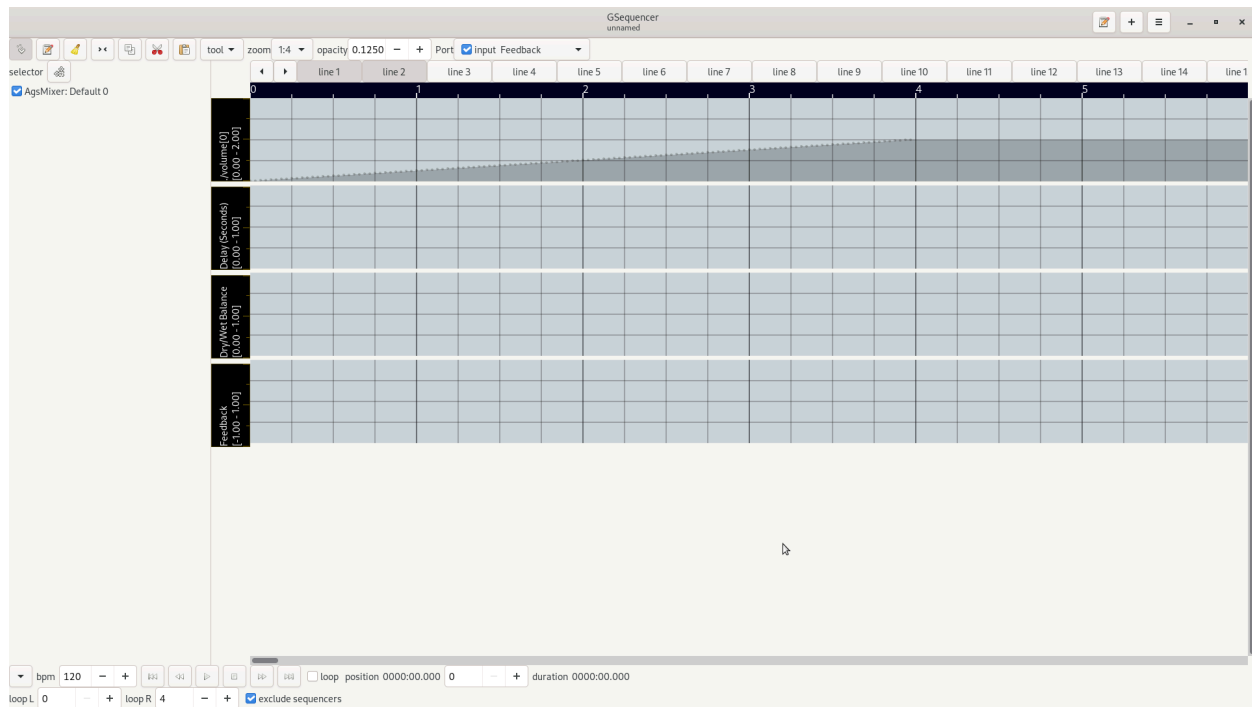 GSequencer
unnamed
tool zoom 1:4 opacity 0.1250 − + Port input Feedback
selector
line 1 line 2 line 3 line 4 line 5 line 6 line 7 line 8 line 9 line 10 line 11 line 12 line 13 line 14 line 1
AgsMixer: Default 0
0 1 2 3 4 5
./volume[0]
[0.00 - 2.00]
Delay (Seconds)
[0.00 - 1.00]
Dry/Wet Balance
[0.00 - 1.00]
Feedback
[-1.00 - 1.00]
bpm 120 − + loop position 0000:00.000 0 − + duration 0000:00.000
loop L 0 − + loop R 4 − + exclude sequencers